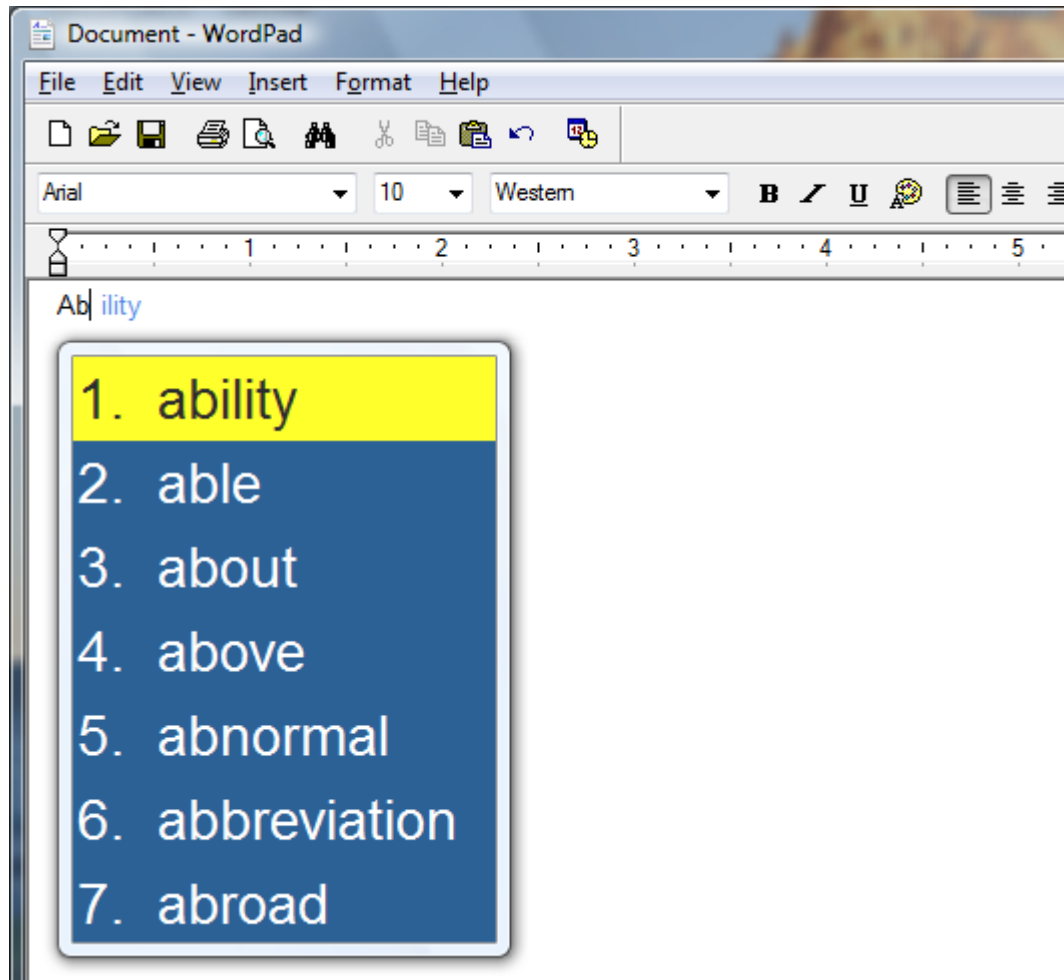 Document - WordPad
File Edit View Insert Format Help
Arial 10 Western B U
1 2 3 4 5
Ab ility
1. ability
2. able
3. about
4. above
5. abnormal
6. abbreviation
7. abroad